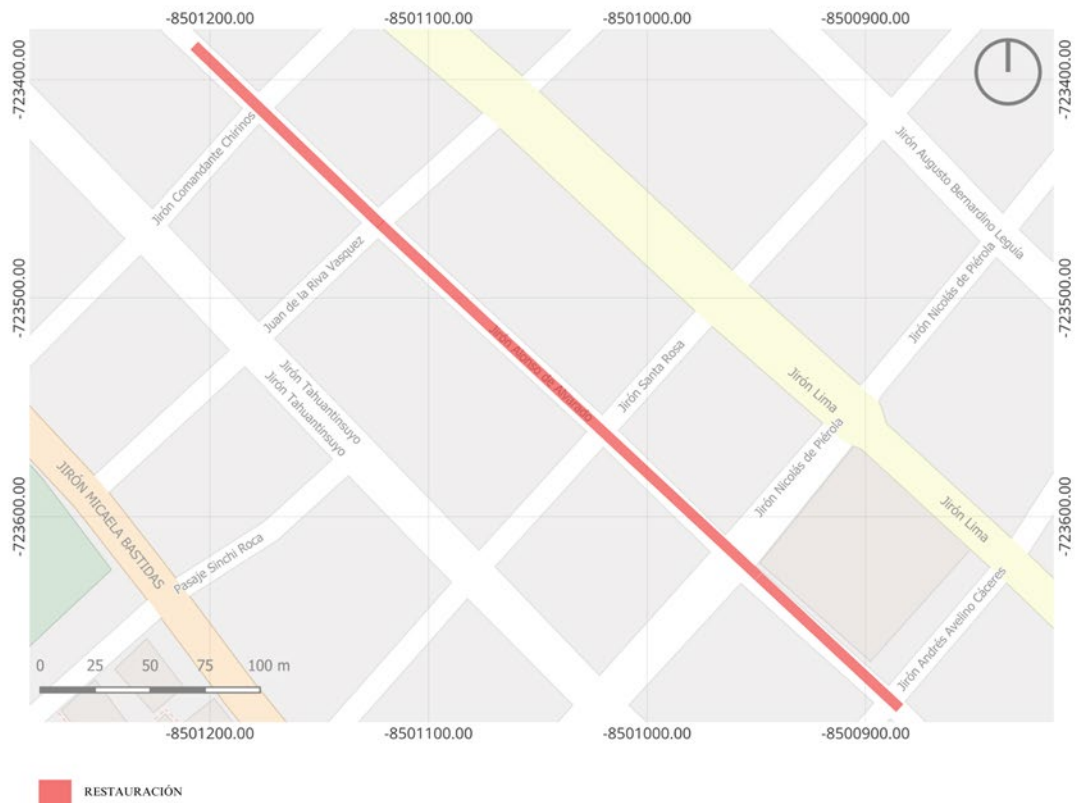 -8501200.00
-8501100.00
-8501000.00
-8500900.00
-723400.00
-723400.00
Jirón Comandante Chirinos
Jirón Augusto Bernardino Leguía
Juan de la Riva Vasquez
Jirón Nicolás de Piérola
-723500.00
-723500.00
Jirón Alonso de Alvarado
Jirón Santa Rosa
Jirón Tahuantinsuyo
Jirón Tahuantinsuyo
Jirón Lima
Jirón Nicolás de Piérola
JIRÓN MICAELA BASTIDAS
Jirón Lima
-723600.00
-723600.00
Pasaje Sinchi Roca
Jirón Andrés Avelino Cáceres
0 25 50 75 100 m
-8501200.00
-8501100.00
-8501000.00
-8500900.00
RESTAURACIÓN